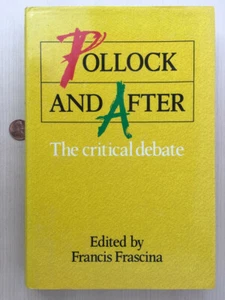 POLLOCK
AND AFTER
The critical debate
Edited by
Francis Frascina